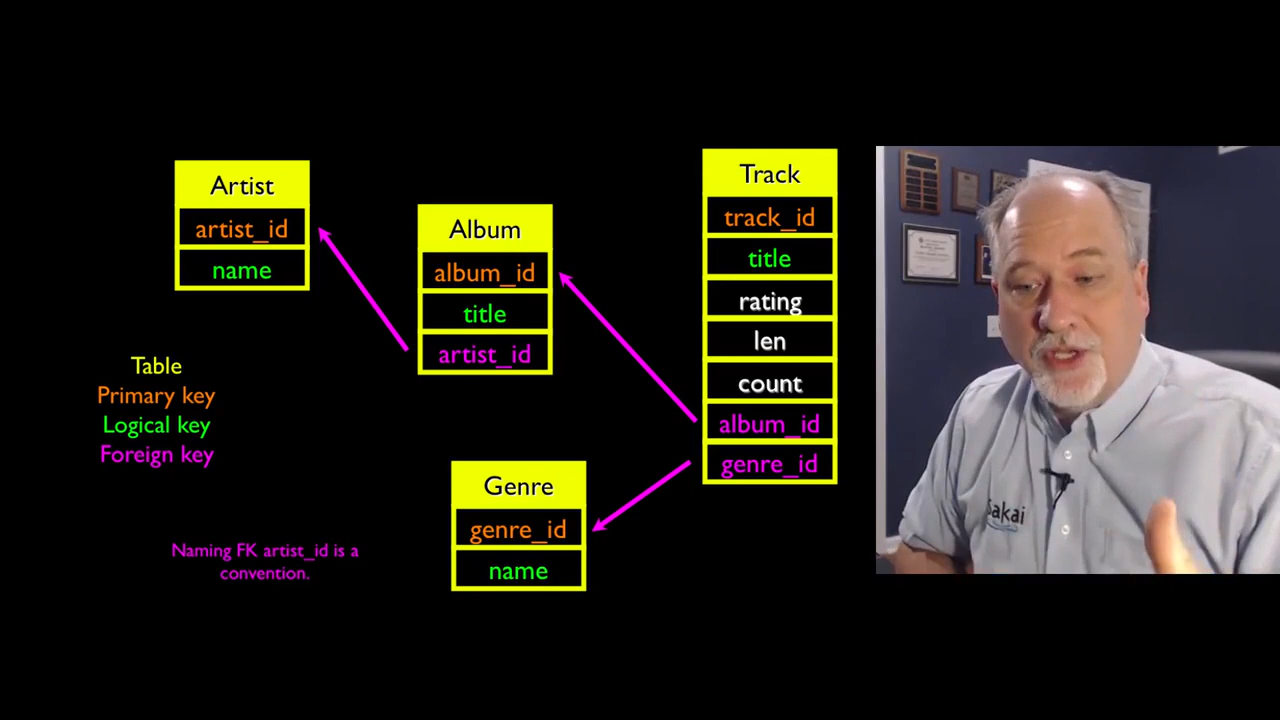 Artist
artist_id
name
Album
album_id
title
artist_id
Track
track_id
title
rating
len
count
album_id
genre_id
Genre
genre_id
name
Table
Primary key
Logical key
Foreign key
Naming FK artist_id is a
convention.
Sakai